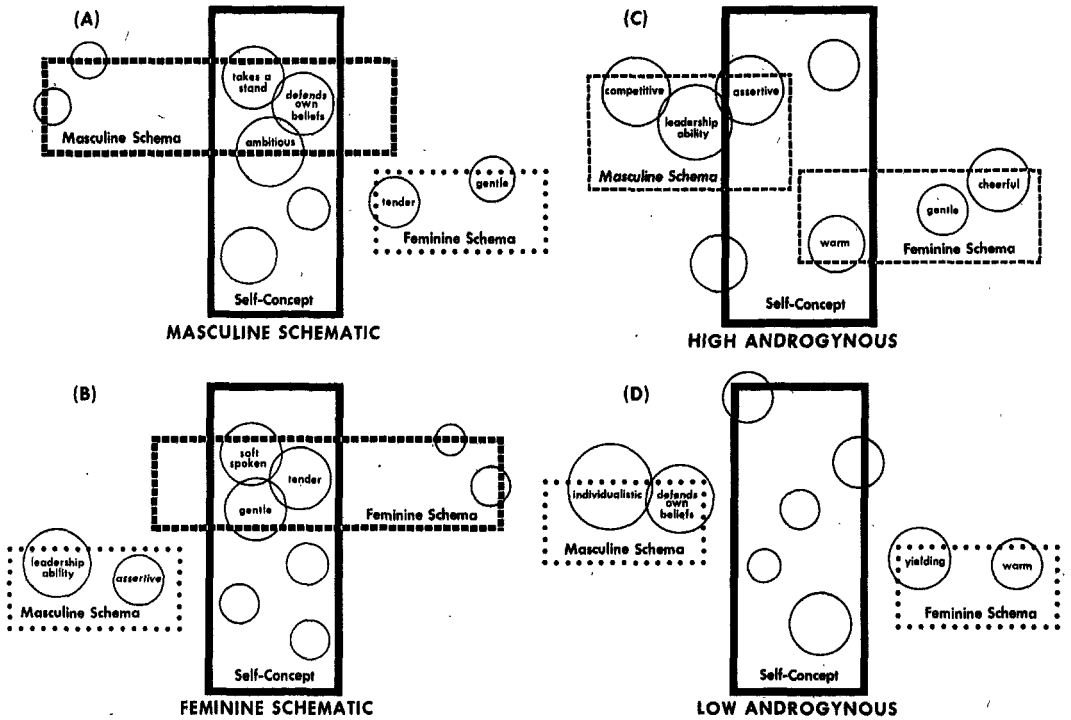 (A)
takes a
stand
defends
own
beliefs
ambitious
Masculine Schema
gentle
tender
Feminine Schema
Self-Concept
MASCULINE SCHEMATIC
(C)
competitive
assertive
leadership
ability
Masculine Schema
cheerful
gentle
warm
Feminine Schema
Self-Concept
HIGH ANDROGYNOUS
(B)
soft
spoken
tender
gentle
Feminine Schema
leadership
ability
assertive
Masculine Schema
Self-Concept
FEMININE SCHEMATIC
(D)
individualistic
defends
own
beliefs
Masculine Schema
yielding
warm
Feminine Schema
Self-Concept
LOW ANDROGYNOUS